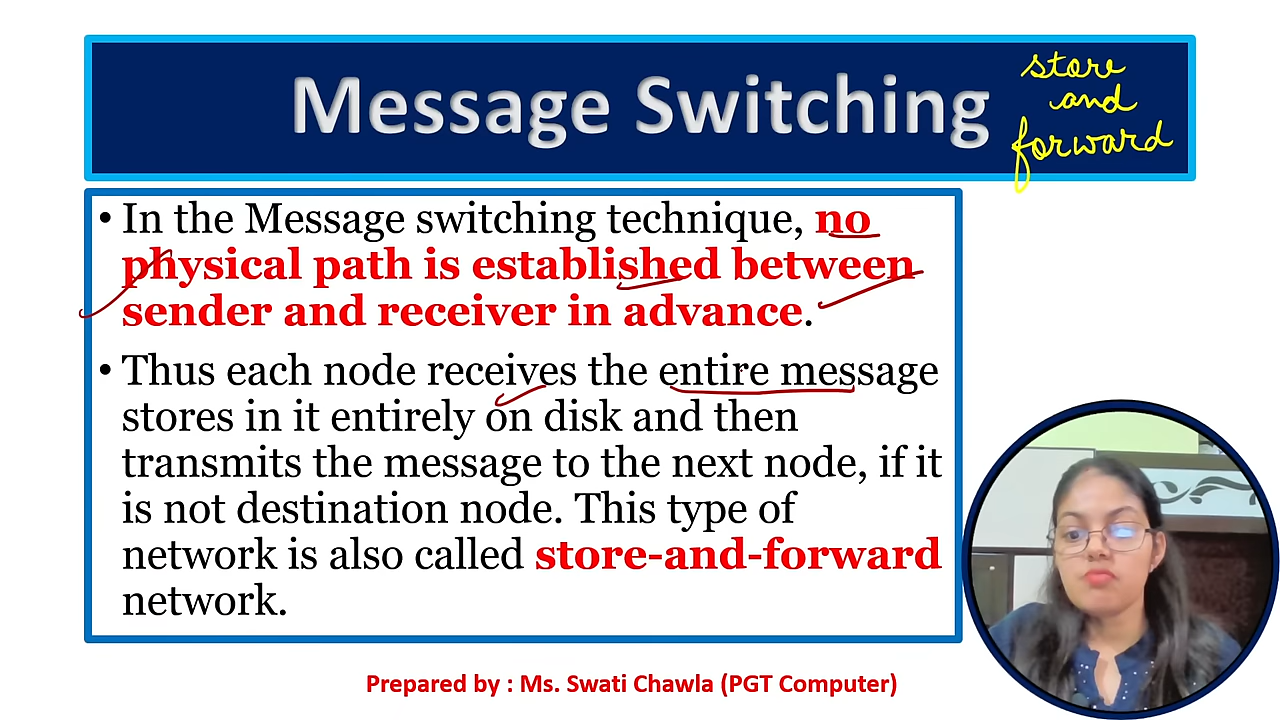 Message Switching
store
and
forward
• In the Message switching technique, no
physical path is established between
sender and receiver in advance.
• Thus each node receives the entire message
stores in it entirely on disk and then
transmits the message to the next node, if it
is not destination node. This type of
network is also called store-and-forward
network.
Prepared by : Ms. Swati Chawla (PGT Computer)